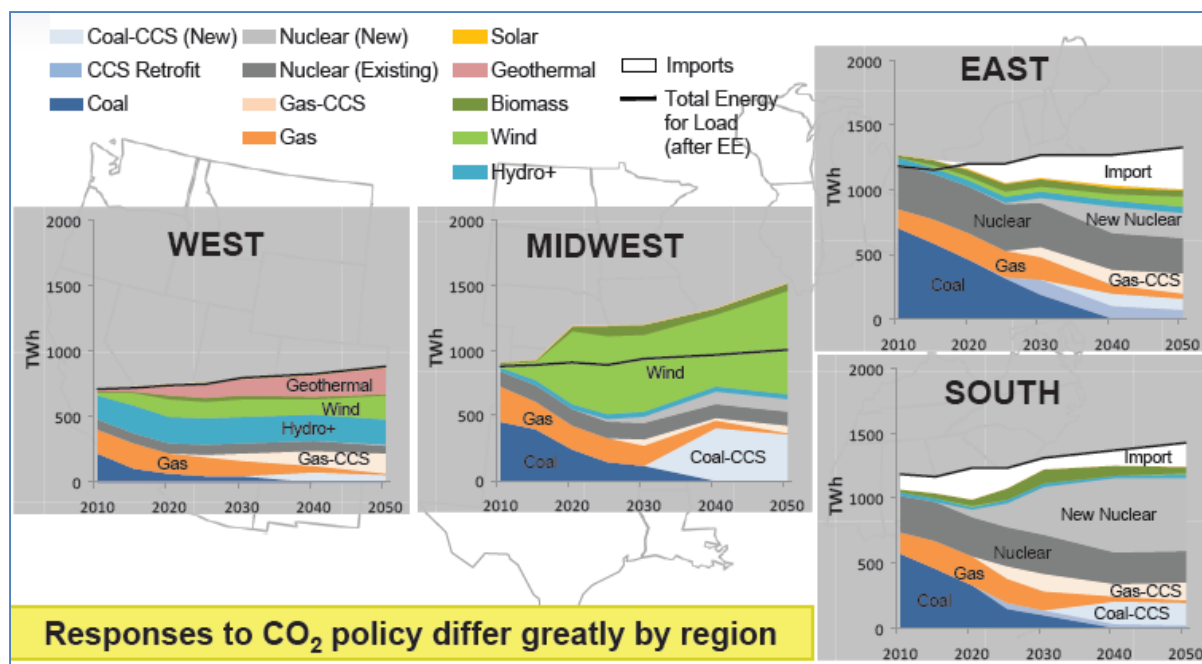 Coal-CCS (New)
Nuclear (New)
Solar
CCS Retrofit
Nuclear (Existing)
Geothermal
Imports
Coal
Gas-CCS
Biomass
Total Energy
for Load
(after EE)
Gas
Wind
Hydro+
EAST
2000
1500
1000
500
0
TWh
Import
New Nuclear
Nuclear
Gas
Gas-CCS
Coal
2010 2020 2030 2040 2050
WEST
2000
1500
1000
500
0
TWh
Geothermal
Wind
Hydro+
Gas
Gas-CCS
2010 2020 2030 2040 2050
MIDWEST
2000
1500
1000
500
0
TWh
Wind
Gas
Coal
Coal-CCS
2010 2020 2030 2040 2050
SOUTH
2000
1500
1000
500
0
TWh
Import
New Nuclear
Nuclear
Gas
Gas-CCS
Coal
Coal-CCS
2010 2020 2030 2040 2050
Responses to CO₂ policy differ greatly by region